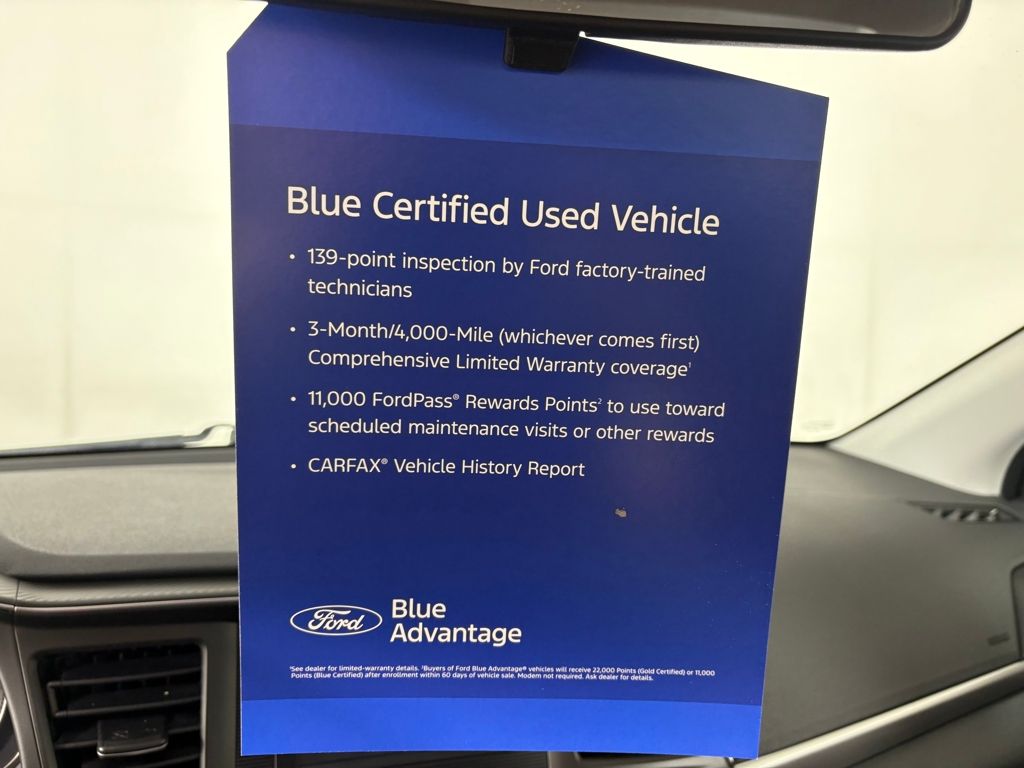 Blue Certified Used Vehicle
• 139-point inspection by Ford factory-trained
technicians
• 3-Month/4,000-Mile (whichever comes first)
Comprehensive Limited Warranty coverage¹
• 11,000 FordPass® Rewards Points² to use toward
scheduled maintenance visits or other rewards
• CARFAX® Vehicle History Report
Ford
Blue
Advantage
¹See dealer for limited-warranty details. ²Buyers of Ford Blue Advantage® vehicles will receive 22,000 Points (Gold Certified) or 11,000
Points (Blue Certified) after enrollment within 60 days of vehicle sale. Modem not required. Ask dealer for details.